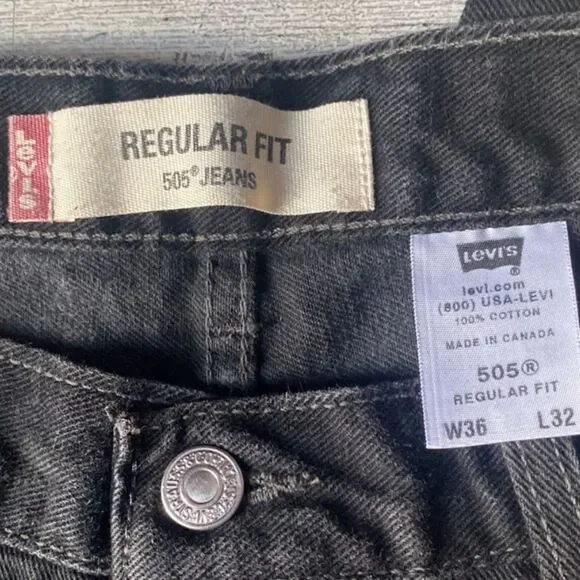 Levi's
REGULAR FIT
505® JEANS
LEVI'S
®
levi.com
(800) USA-LEVI
100% COTTON
MADE IN CANADA
505®
REGULAR FIT
W36 L32